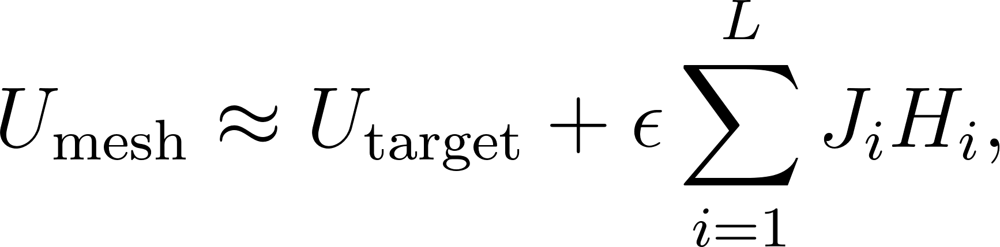 U_mesh ≈ U_target + ϵ ∑_{i=1}^{L} J_i H_i,